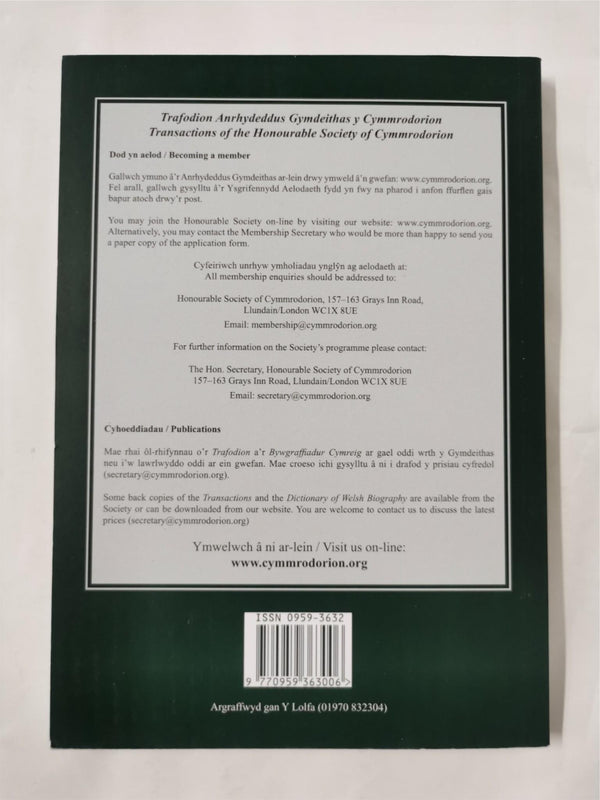 Trafodion Anrhydeddus Gymdeithas y Cymmrodorion
Transactions of the Honourable Society of Cymmrodorion
Dod yn aelod / Becoming a member
Gallwch ymuno â'r Anrhydeddus Gymdeithas ar-lein drwy ymweld â'n gwefan: www.cymmrodorion.org.
Fel arall, gallwch gysylltu â'r Ysgrifennydd Aelodaeth fydd yn fwy na pharod i anfon ffurflen gais
bapur atoch drwy'r post.
You may join the Honourable Society on-line by visiting our website: www.cymmrodorion.org.
Alternatively, you may contact the Membership Secretary who would be more than happy to send you
a paper copy of the application form.
Cyfeiriwch unrhyw ymholiadau ynglŷn ag aelodaeth at:
All membership enquiries should be addressed to:
Honourable Society of Cymmrodorion, 157–163 Grays Inn Road,
Llundain/London WC1X 8UE
Email: membership@cymmrodorion.org
For further information on the Society's programme please contact:
The Hon. Secretary, Honourable Society of Cymmrodorion
157–163 Grays Inn Road, Llundain/London WC1X 8UE
Email: secretary@cymmrodorion.org
Cyhoeddiadau / Publications
Mae rhai ôl-rhifynnau o'r Trafodion a'r Bywgraffiadur Cymreig ar gael oddi wrth y Gymdeithas
neu i'w lawrlwyddo oddi ar ein gwefan. Mae croeso ichi gysylltu â ni i drafod y prisiau cyfredol
(secretary@cymmrodorion.org).
Some back copies of the Transactions and the Dictionary of Welsh Biography are available from the
Society or can be downloaded from our website. You are welcome to contact us to discuss the latest
prices (secretary@cymmrodorion.org)
Ymwelwch â ni ar-lein / Visit us on-line:
www.cymmrodorion.org
ISSN 0959-3632
9 770959 363006 >
Argraffwyd gan Y Lolfa (01970 832304)